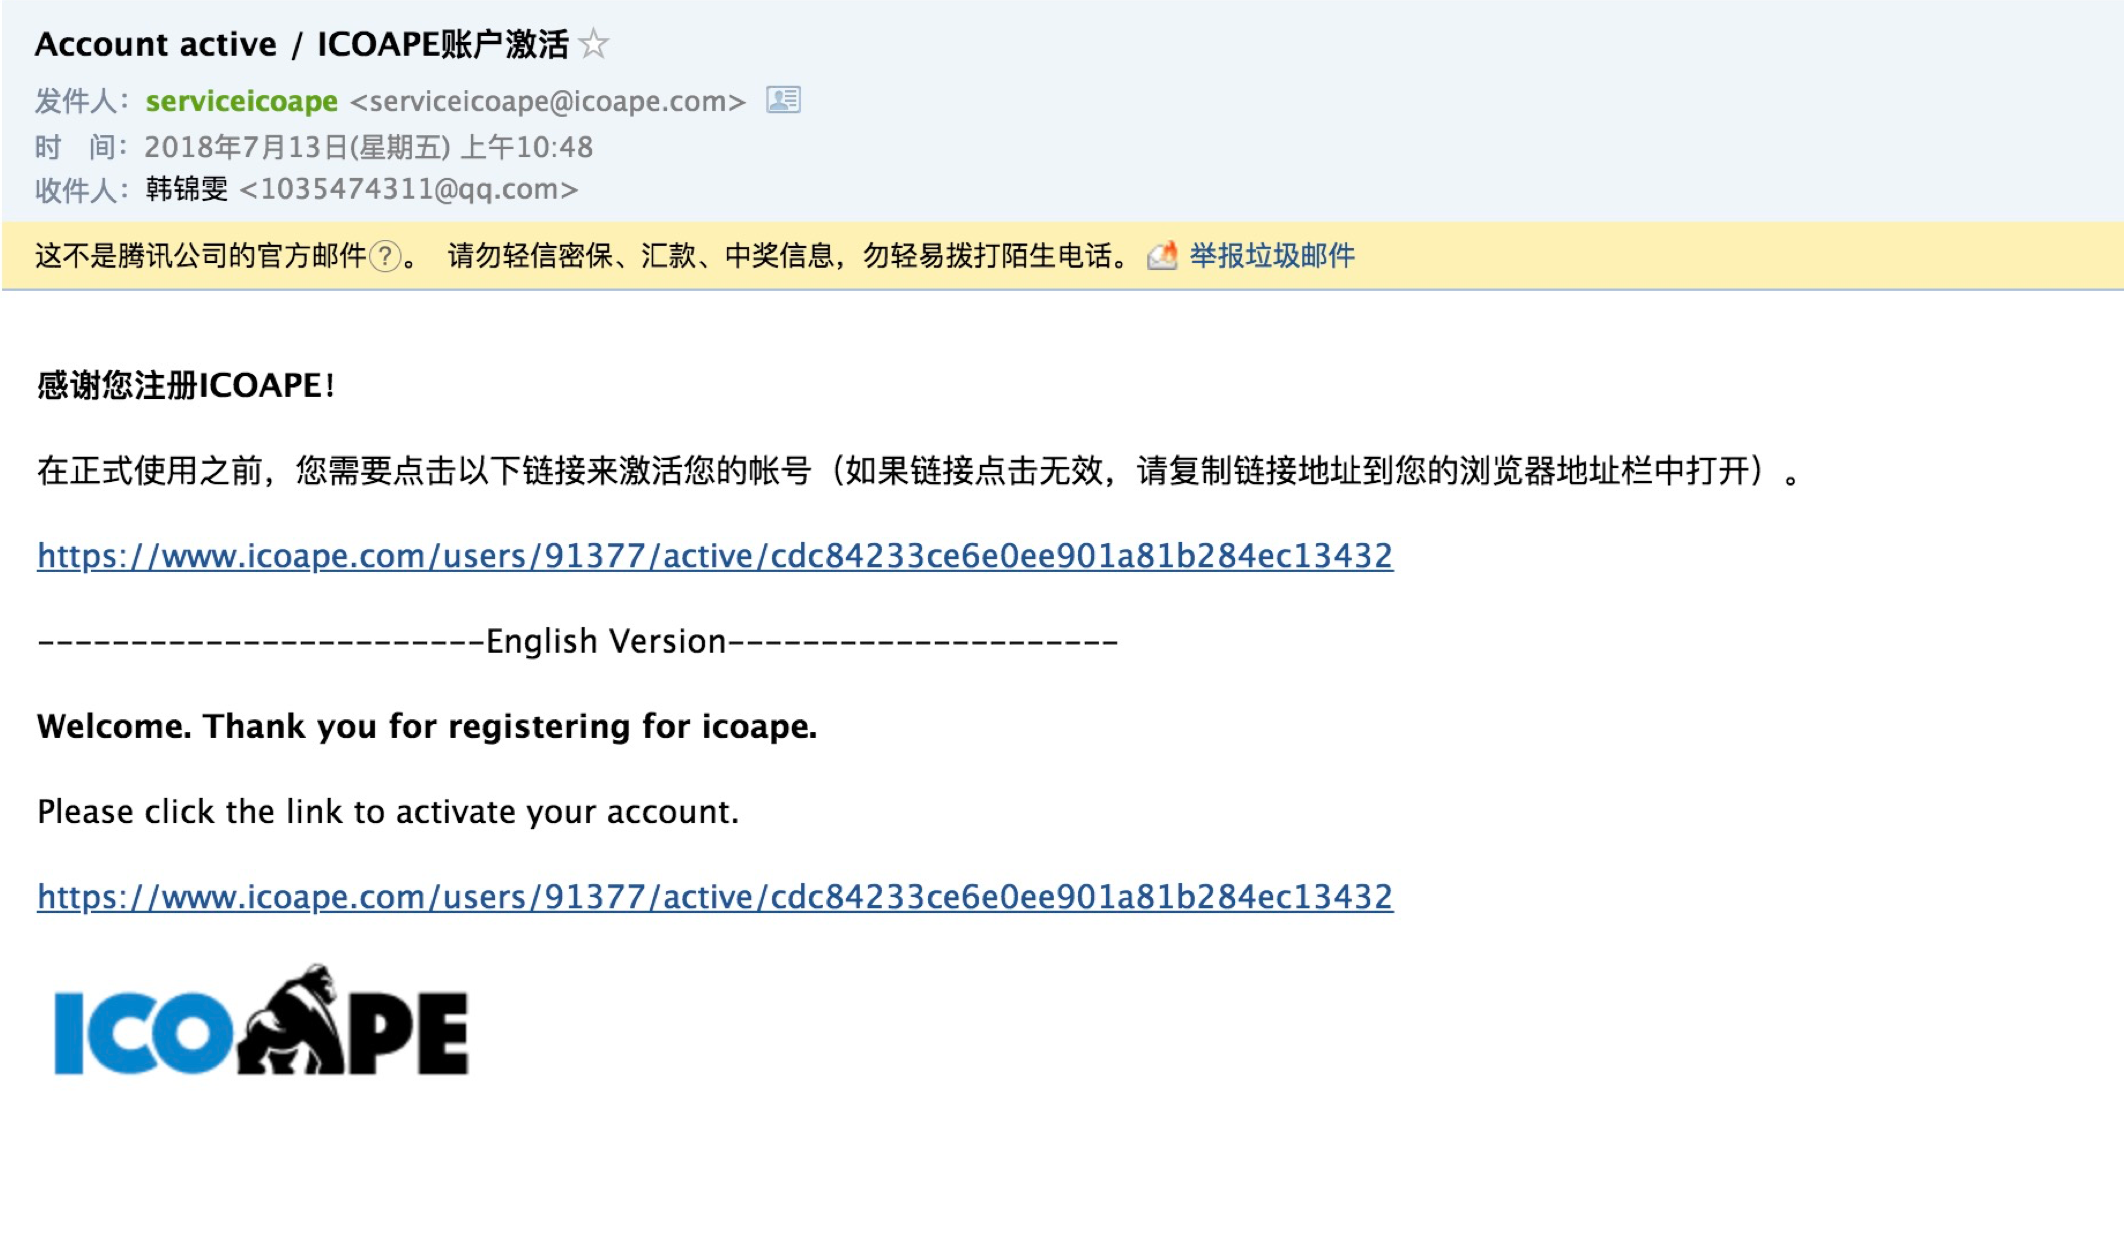 Account active / ICOAPE账户激活
发件人：serviceicoape <serviceicoape@icoape.com>
时 间：2018年7月13日(星期五) 上午10:48
收件人：韩锦雯 <1035474311@qq.com>
这不是腾讯公司的官方邮件?。 请勿轻信密保、汇款、中奖信息，勿轻易拨打陌生电话。 举报垃圾邮件
感谢您注册ICOAPE！
在正式使用之前，您需要点击以下链接来激活您的帐号（如果链接点击无效，请复制链接地址到您的浏览器地址栏中打开）。
https://www.icoape.com/users/91377/active/cdc84233ce6e0ee901a81b284ec13432
------------------------English Version---------------------
Welcome. Thank you for registering for icoape.
Please click the link to activate your account.
https://www.icoape.com/users/91377/active/cdc84233ce6e0ee901a81b284ec13432
ICOAPE